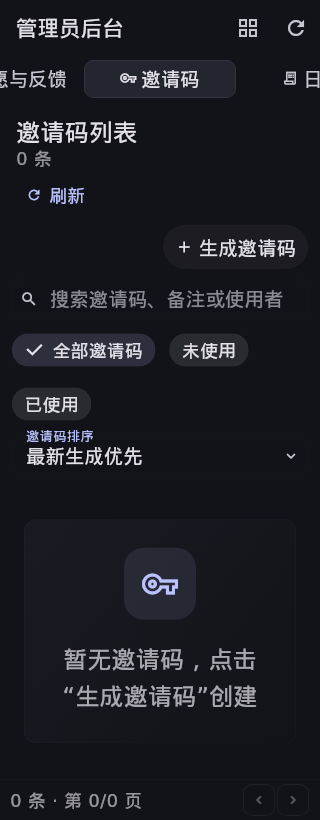 管理员后台
愿与反馈
邀请码
日
邀请码列表
0 条
刷新
+ 生成邀请码
搜索邀请码、备注或使用者
全部邀请码
未使用
已使用
邀请码排序
最新生成优先
暂无邀请码，点击
“生成邀请码”创建
0 条 · 第 0/0 页